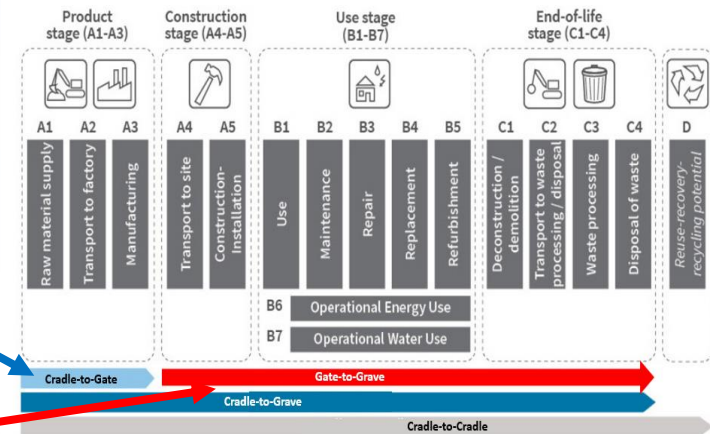 Product
stage (A1-A3)
Construction
stage (A4-A5)
Use stage
(B1-B7)
End-of-life
stage (C1-C4)
A1
A2
A3
A4
A5
B1
B2
B3
B4
B5
C1
C2
C3
C4
D
Raw material supply
Transport to factory
Manufacturing
Transport to site
Construction-
Installation
Use
Maintenance
Repair
Replacement
Refurbishment
Deconstruction /
demolition
Transport to waste
processing / disposal
Waste processing
Disposal of waste
Reuse-recovery-
recycling potential
B6 Operational Energy Use
B7 Operational Water Use
Cradle-to-Gate
Gate-to-Grave
Cradle-to-Grave
Cradle-to-Cradle